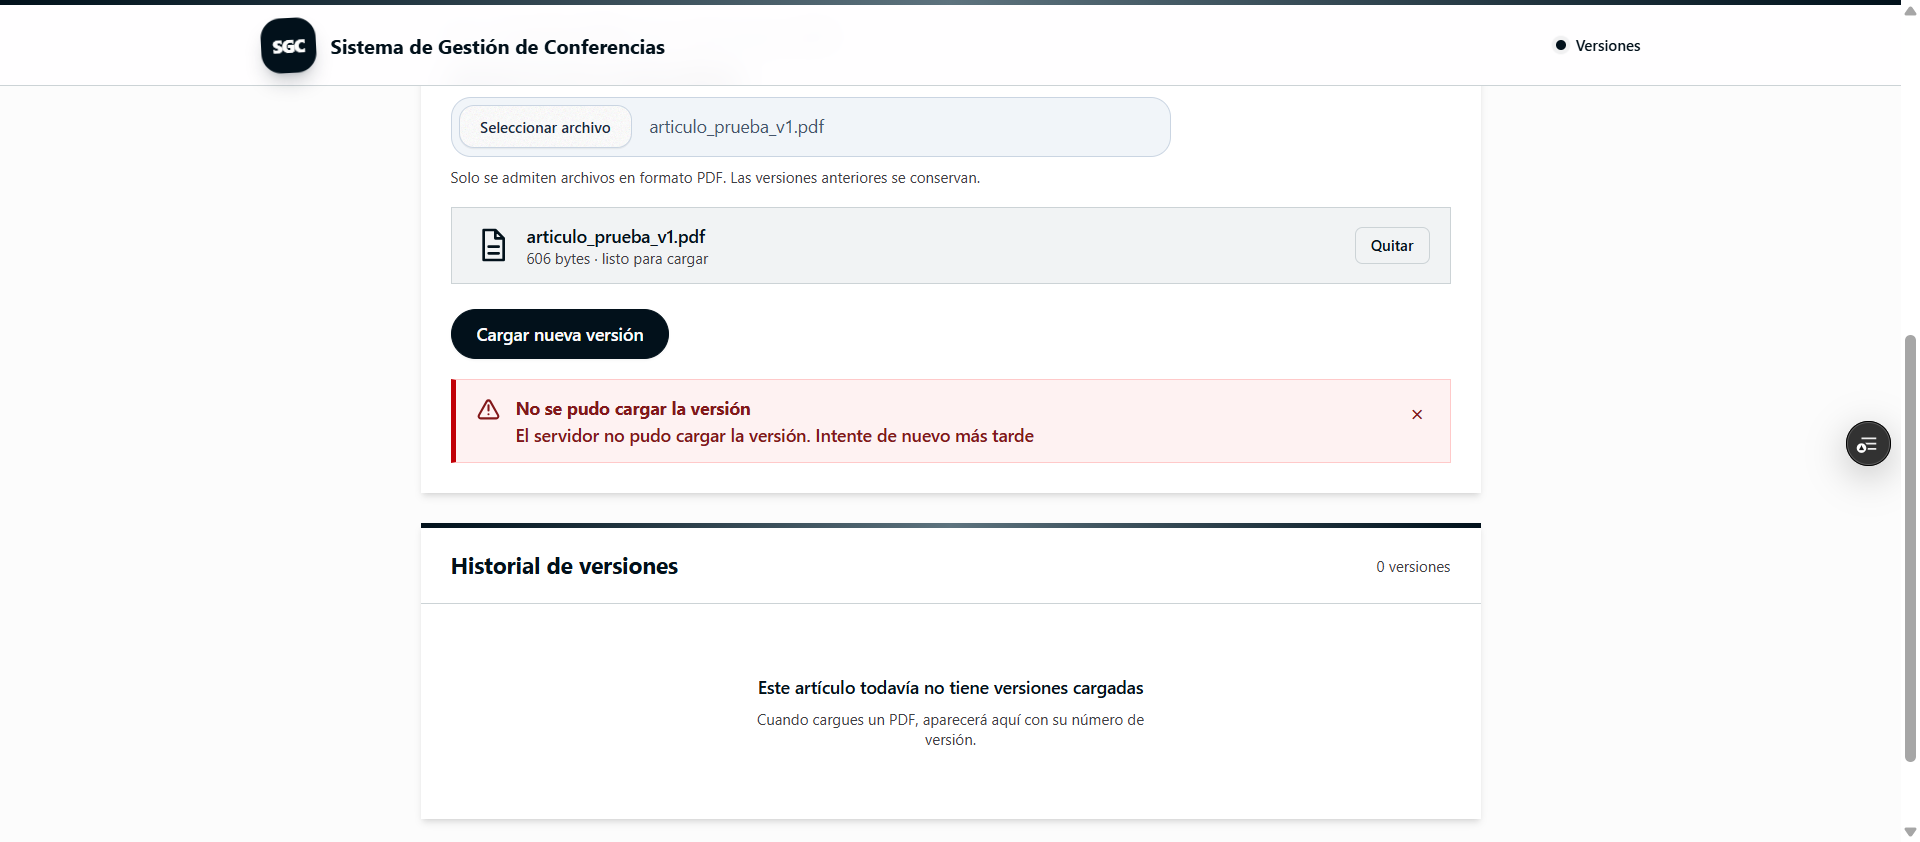 SGC
Sistema de Gestión de Conferencias
Versiones
Seleccionar archivo
articulo_prueba_v1.pdf
Solo se admiten archivos en formato PDF. Las versiones anteriores se conservan.
articulo_prueba_v1.pdf
606 bytes · listo para cargar
Quitar
Cargar nueva versión
No se pudo cargar la versión
El servidor no pudo cargar la versión. Intente de nuevo más tarde
Historial de versiones
0 versiones
Este artículo todavía no tiene versiones cargadas
Cuando cargues un PDF, aparecerá aquí con su número de
versión.